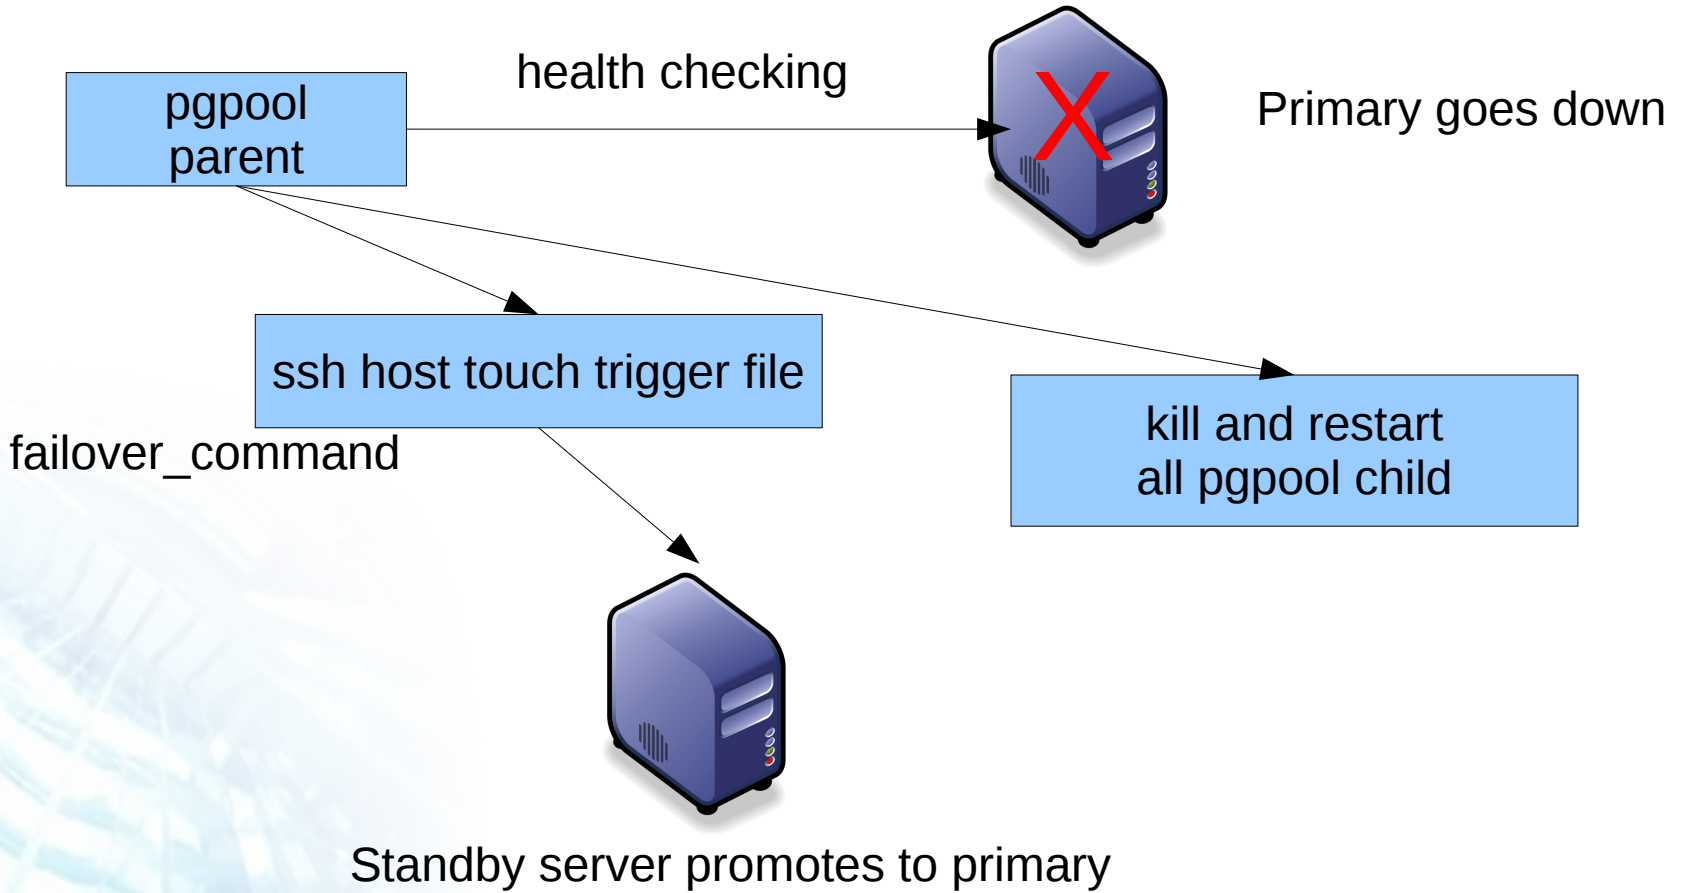 health checking
pgpool
parent
X
Primary goes down
ssh host touch trigger file
failover_command
kill and restart
all pgpool child
Standby server promotes to primary